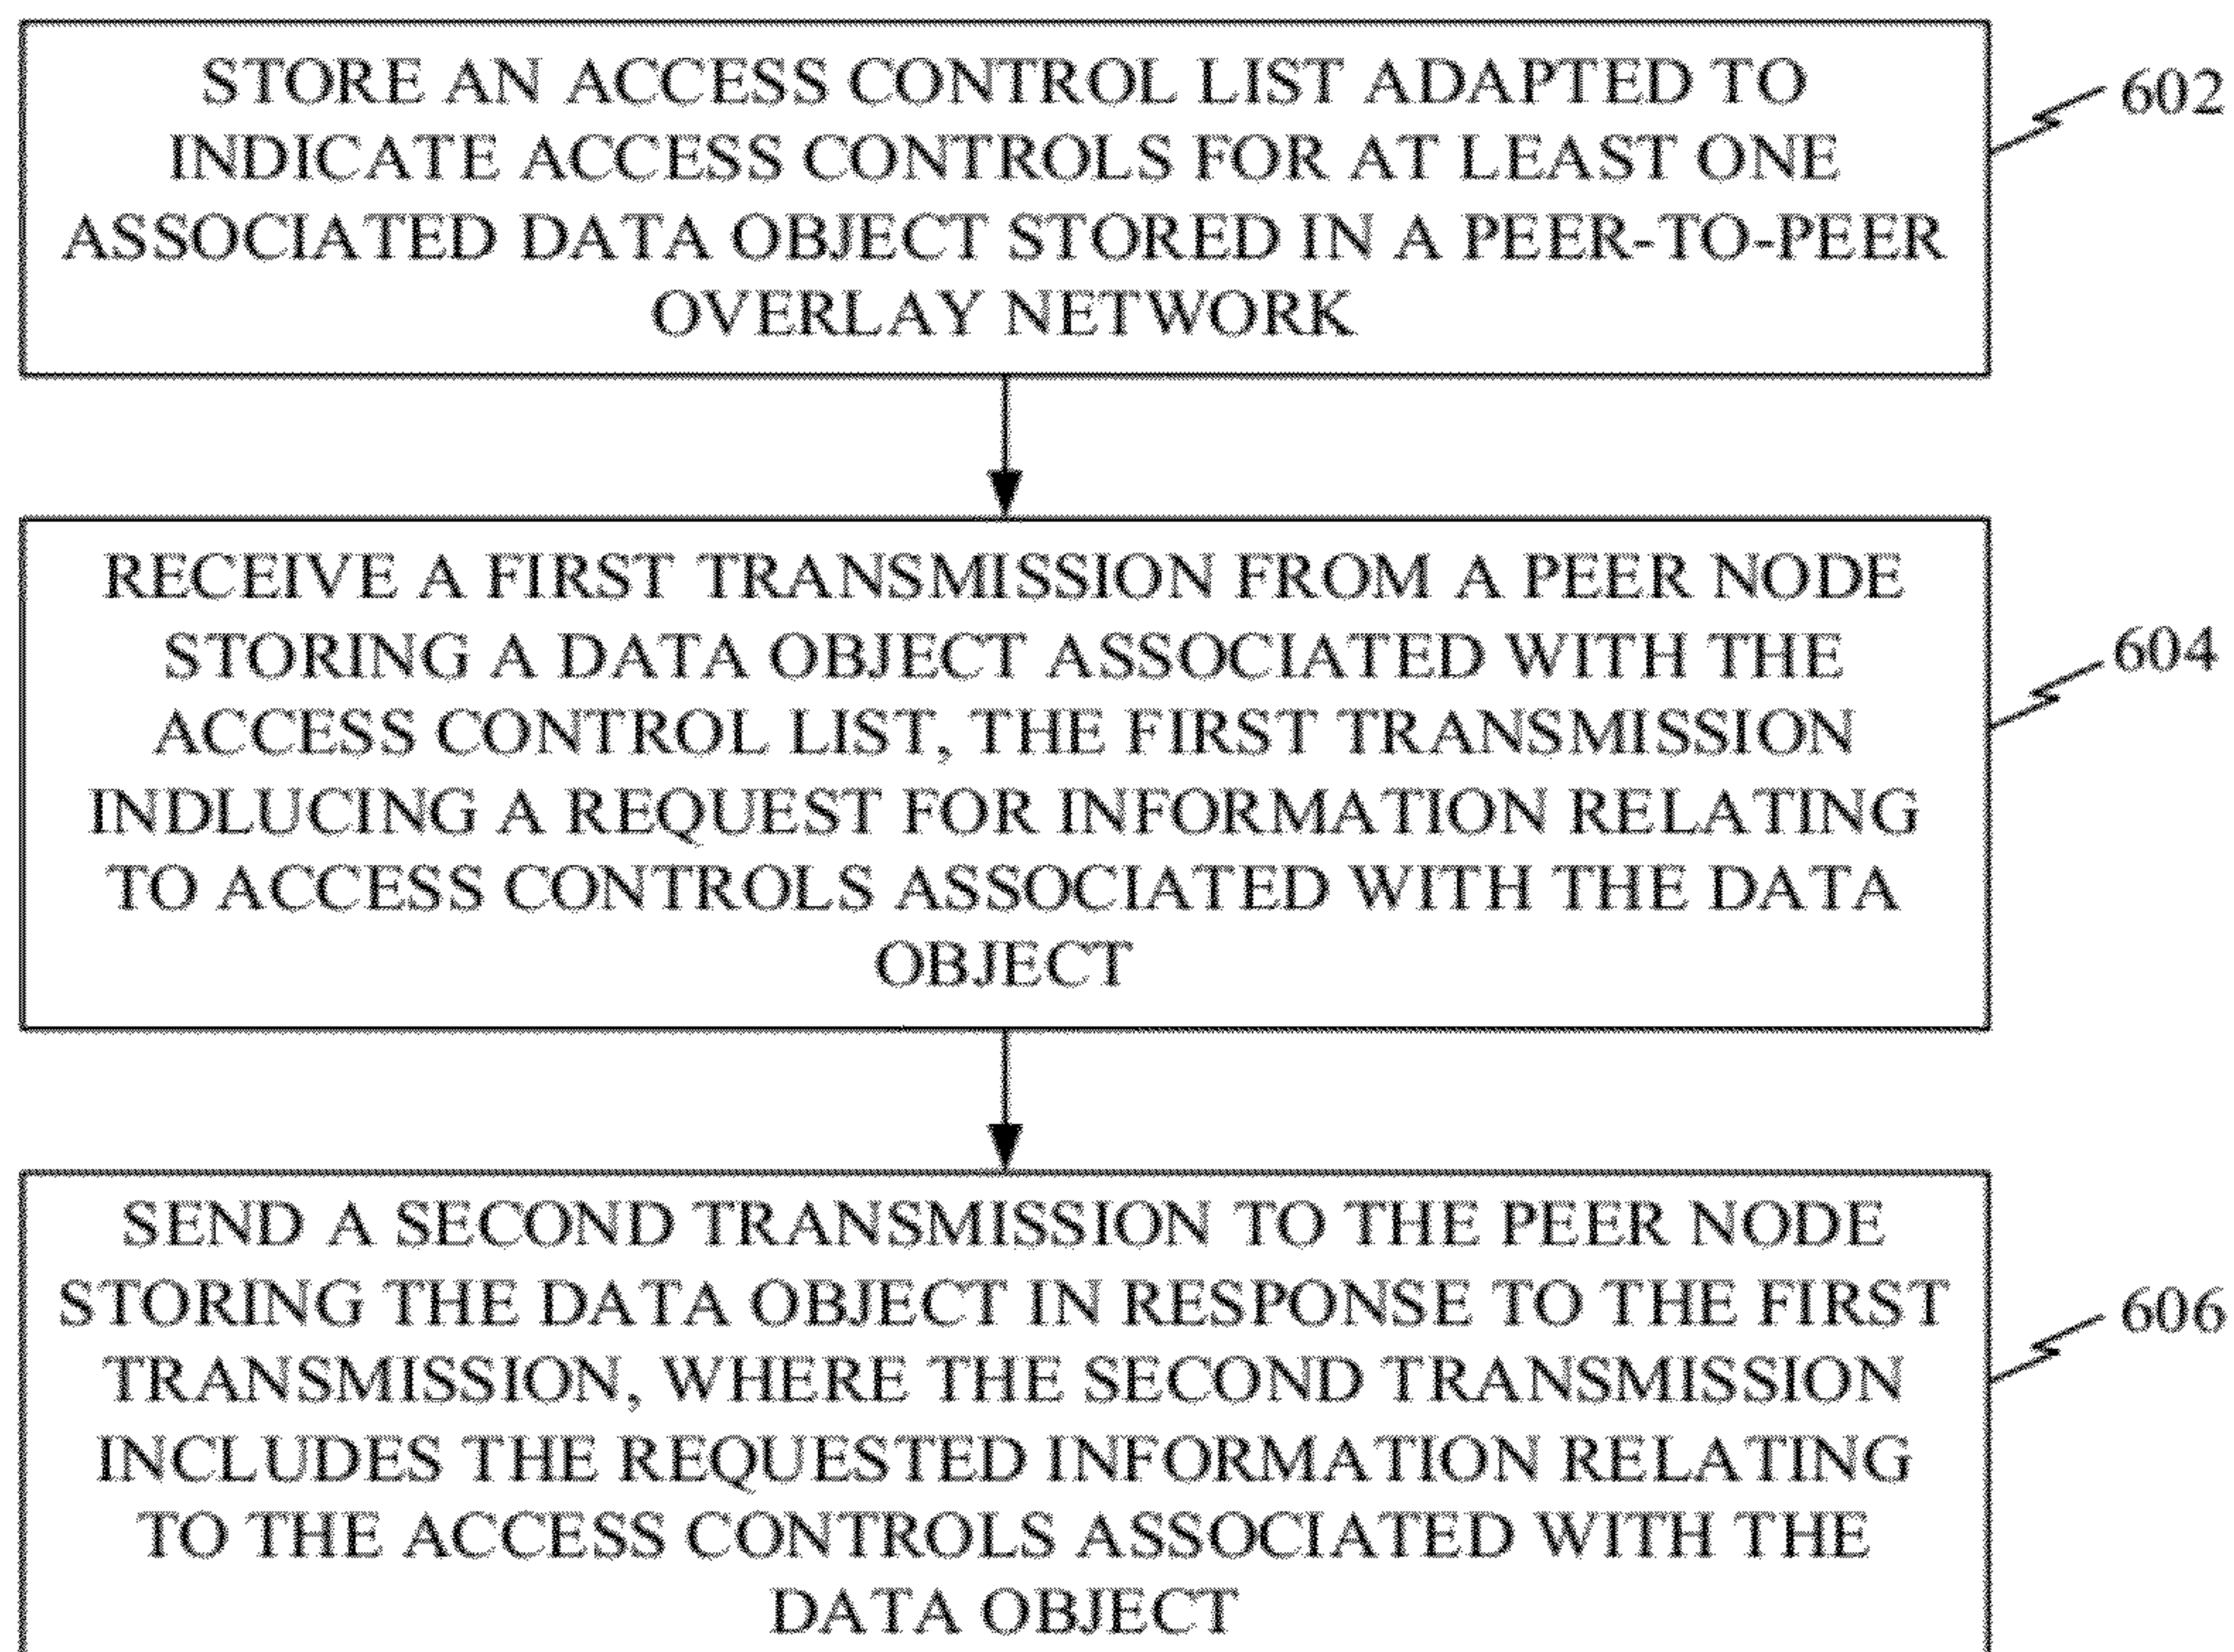 STORE AN ACCESS CONTROL LIST ADAPTED TO
INDICATE ACCESS CONTROLS FOR AT LEAST ONE
ASSOCIATED DATA OBJECT STORED IN A PEER-TO-PEER
OVERLAY NETWORK
602
RECEIVE A FIRST TRANSMISSION FROM A PEER NODE
STORING A DATA OBJECT ASSOCIATED WITH THE
ACCESS CONTROL LIST, THE FIRST TRANSMISSION
INDLUCING A REQUEST FOR INFORMATION RELATING
TO ACCESS CONTROLS ASSOCIATED WITH THE DATA
OBJECT
604
SEND A SECOND TRANSMISSION TO THE PEER NODE
STORING THE DATA OBJECT IN RESPONSE TO THE FIRST
TRANSMISSION, WHERE THE SECOND TRANSMISSION
INCLUDES THE REQUESTED INFORMATION RELATING
TO THE ACCESS CONTROLS ASSOCIATED WITH THE
DATA OBJECT
606